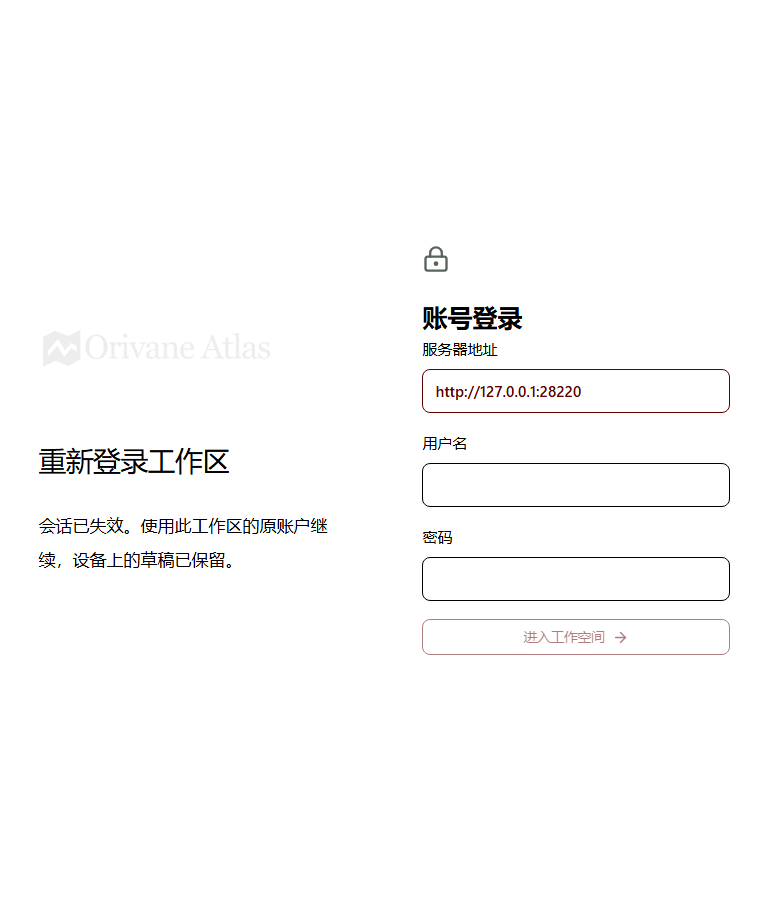 Orivane Atlas
重新登录工作区
会话已失效。使用此工作区的原账户继
续，设备上的草稿已保留。
账号登录
服务器地址
http://127.0.0.1:28220
用户名
密码
进入工作空间 →